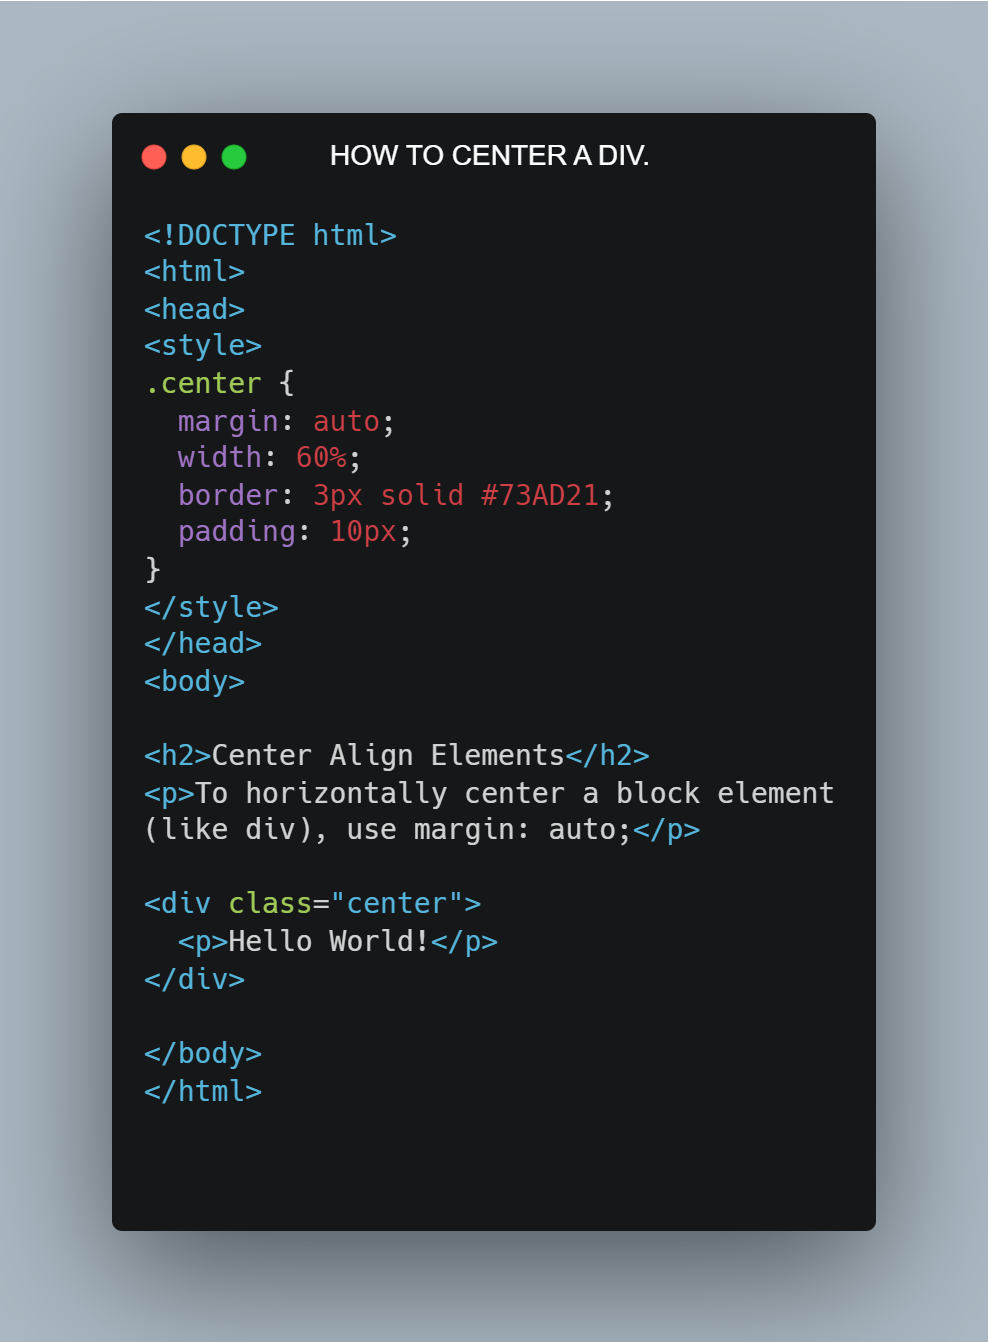 HOW TO CENTER A DIV.
<!DOCTYPE html>
<html>
<head>
<style>
.center {
  margin: auto;
  width: 60%;
  border: 3px solid #73AD21;
  padding: 10px;
}
</style>
</head>
<body>

<h2>Center Align Elements</h2>
<p>To horizontally center a block element
(like div), use margin: auto;</p>

<div class="center">
  <p>Hello World!</p>
</div>

</body>
</html>